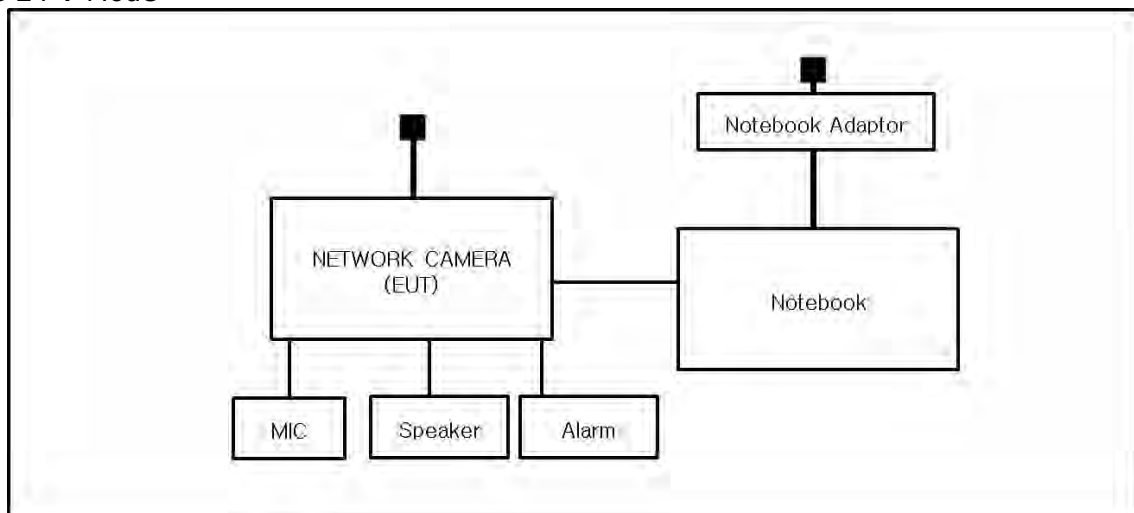 Notebook Adaptor
NETWORK CAMERA
(EUT)
Notebook
MIC
Speaker
Alarm